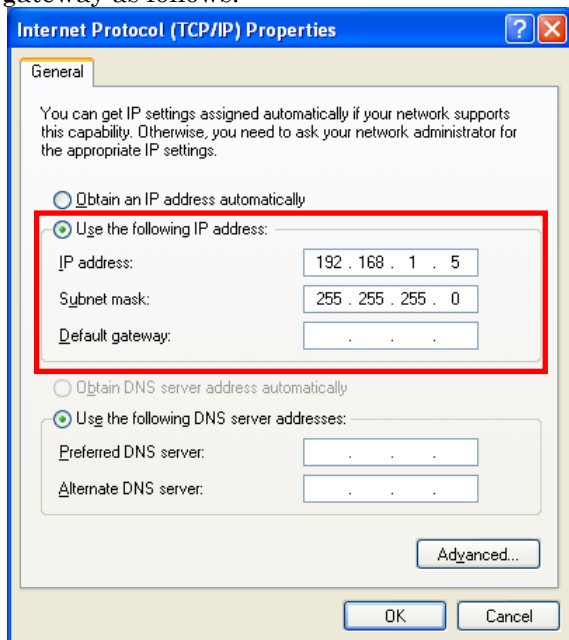 gateway as follows.
Internet Protocol (TCP/IP) Properties
General
You can get IP settings assigned automatically if your network supports
this capability. Otherwise, you need to ask your network administrator for
the appropriate IP settings.
Obtain an IP address automatically
Use the following IP address:
IP address: 192 . 168 . 1 . 5
Subnet mask: 255 . 255 . 255 . 0
Default gateway: . . .
Obtain DNS server address automatically
Use the following DNS server addresses:
Preferred DNS server: . . .
Alternate DNS server: . . .
Advanced...
OK Cancel